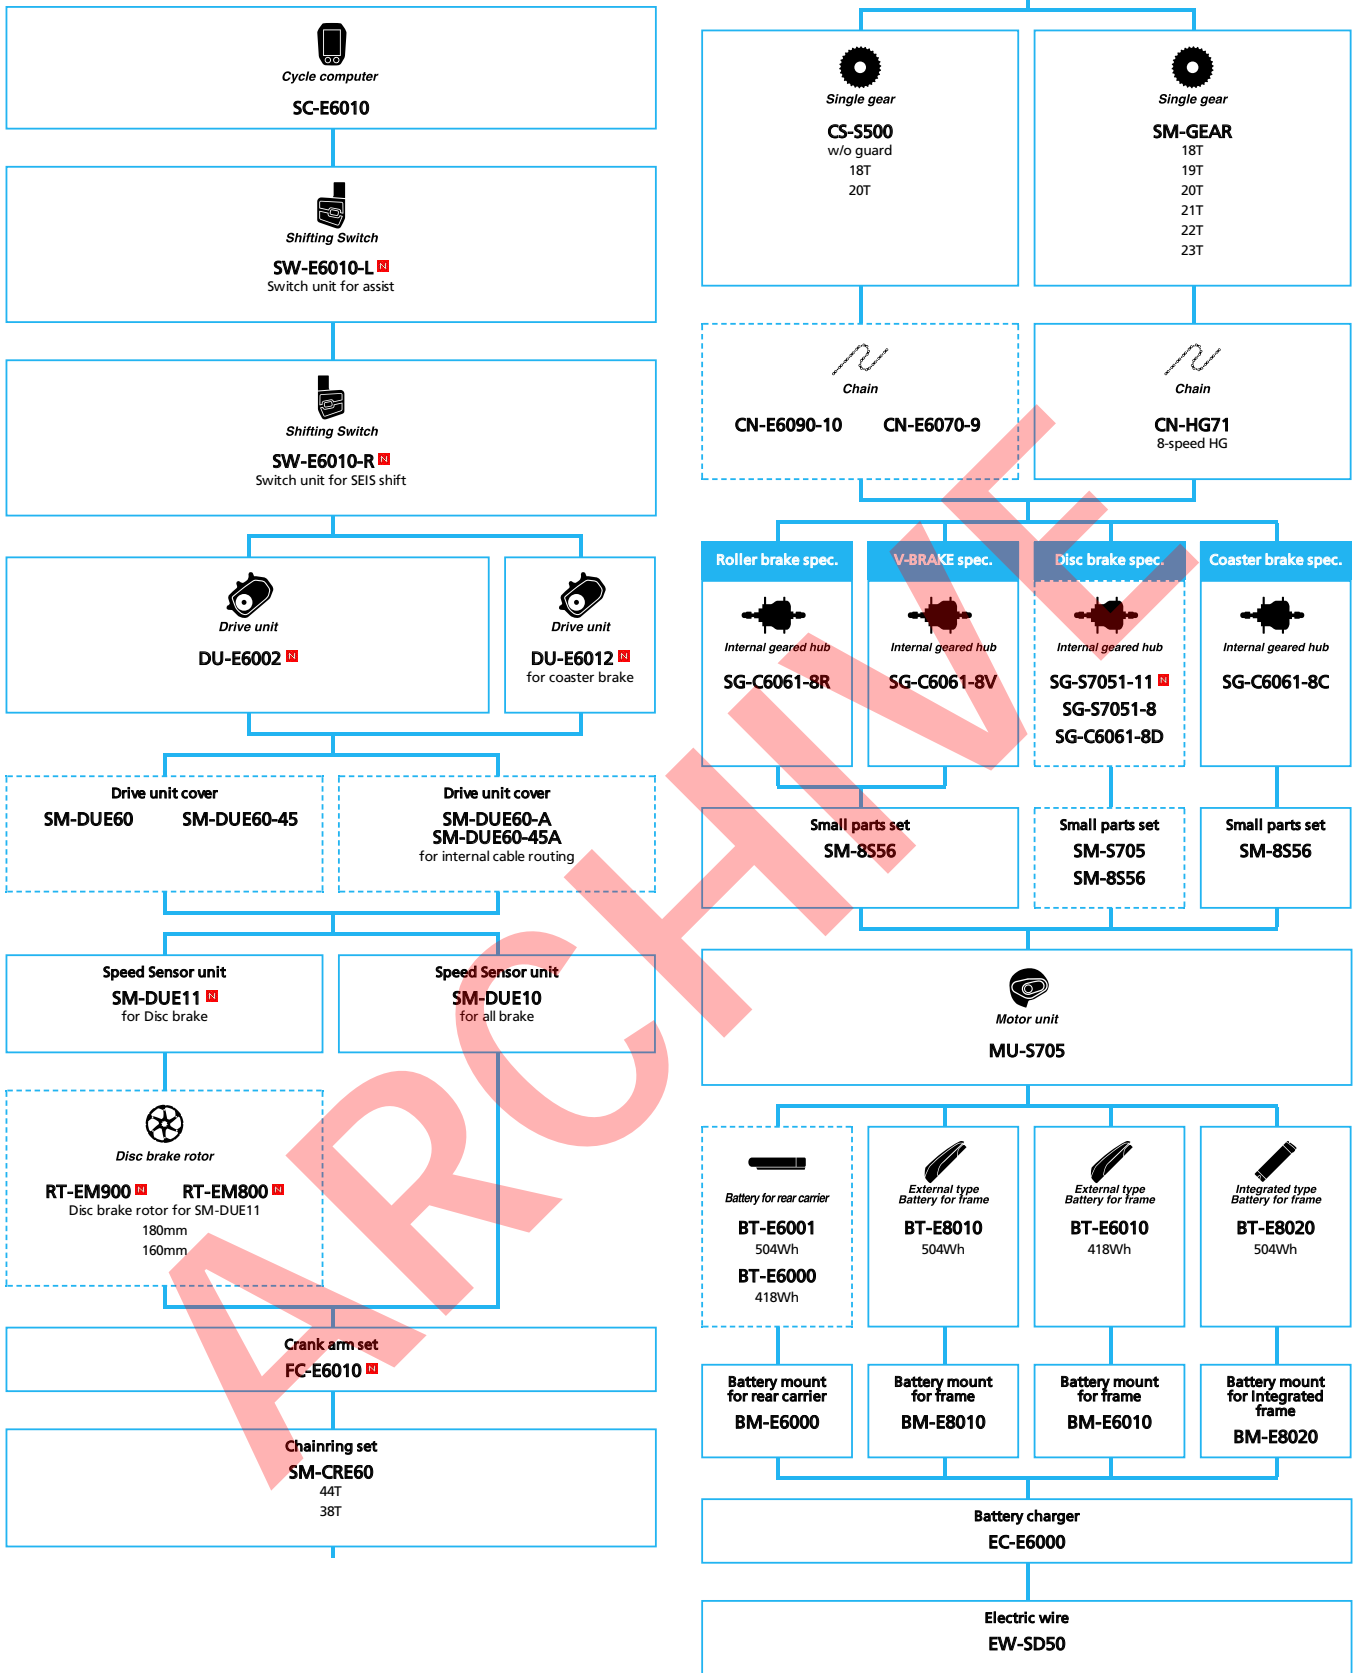 Cycle computer
SC-E6010
Shifting Switch
SW-E6010-L N
Switch unit for assist
Shifting Switch
SW-E6010-R N
Switch unit for SEIS shift
Drive unit
DU-E6002 N
Drive unit
DU-E6012 N
for coaster brake
Drive unit cover
SM-DUE60 SM-DUE60-45
Drive unit cover
SM-DUE60-A
SM-DUE60-45A
for internal cable routing
Speed Sensor unit
SM-DUE11 N
for Disc brake
Speed Sensor unit
SM-DUE10
for all brake
Disc brake rotor
RT-EM900 N RT-EM800 N
Disc brake rotor for SM-DUE11
180mm
160mm
Crank arm set
FC-E6010 N
Chainring set
SM-CRE60
44T
38T
Single gear
CS-S500
w/o guard
18T
20T
Single gear
SM-GEAR
18T
19T
20T
21T
22T
23T
Chain
CN-E6090-10 CN-E6070-9
Chain
CN-HG71
8-speed HG
Roller brake spec.
Internal geared hub
SG-C6061-8R
V-BRAKE spec.
Internal geared hub
SG-C6061-8V
Disc brake spec.
Internal geared hub
SG-S7051-11 N
SG-S7051-8
SG-C6061-8D
Coaster brake spec.
Internal geared hub
SG-C6061-8C
Small parts set
SM-8S56
Small parts set
SM-S705
SM-8S56
Small parts set
SM-8S56
Motor unit
MU-S705
Battery for rear carrier
BT-E6001
504Wh
BT-E6000
418Wh
External type
Battery for frame
BT-E8010
504Wh
External type
Battery for frame
BT-E6010
418Wh
Integrated type
Battery for frame
BT-E8020
504Wh
Battery mount
for rear carrier
BM-E6000
Battery mount
for frame
BM-E8010
Battery mount
for frame
BM-E6010
Battery mount
for Integrated
frame
BM-E8020
Battery charger
EC-E6000
Electric wire
EW-SD50
ARCHIVE